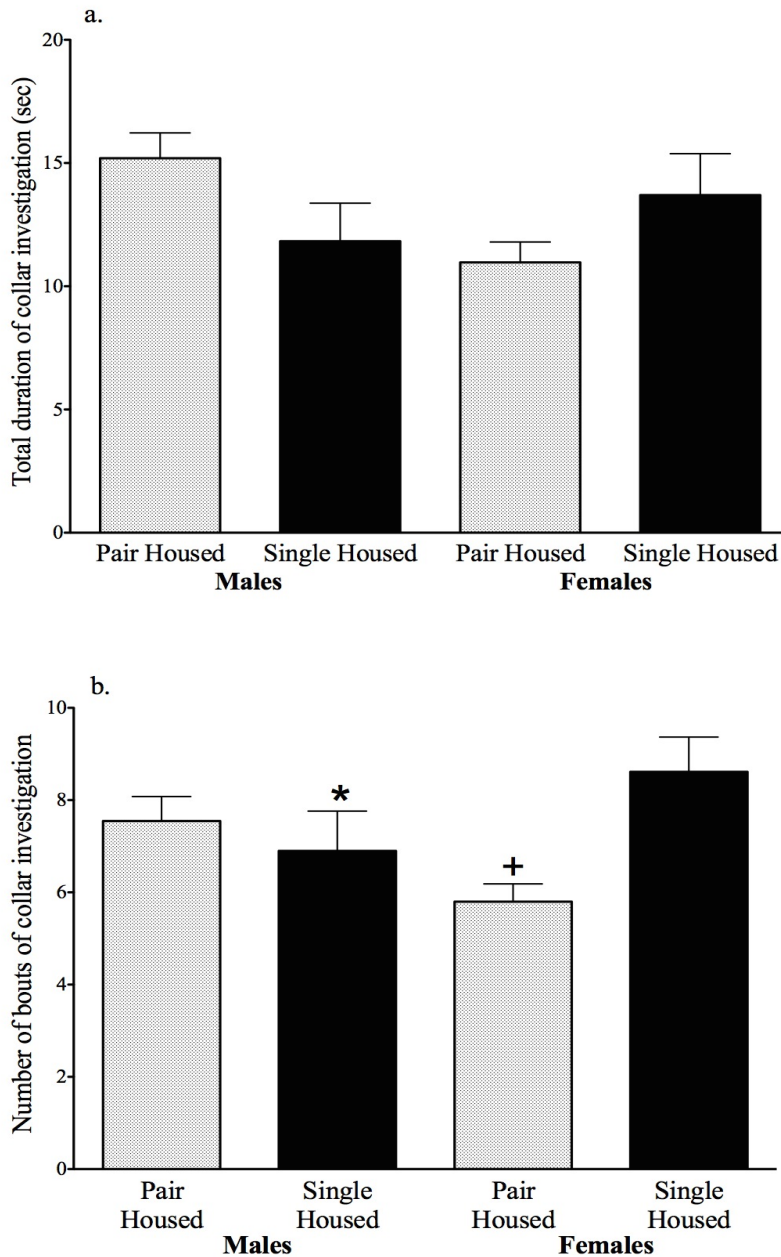 a.
Total duration of collar investigation (sec)
20
15
10
5
0
Pair Housed Single Housed Pair Housed Single Housed
Males Females
b.
Number of bouts of collar investigation
10
8
6
4
2
0
*
+
Pair Single Pair Single
Housed Housed Housed Housed
Males Females